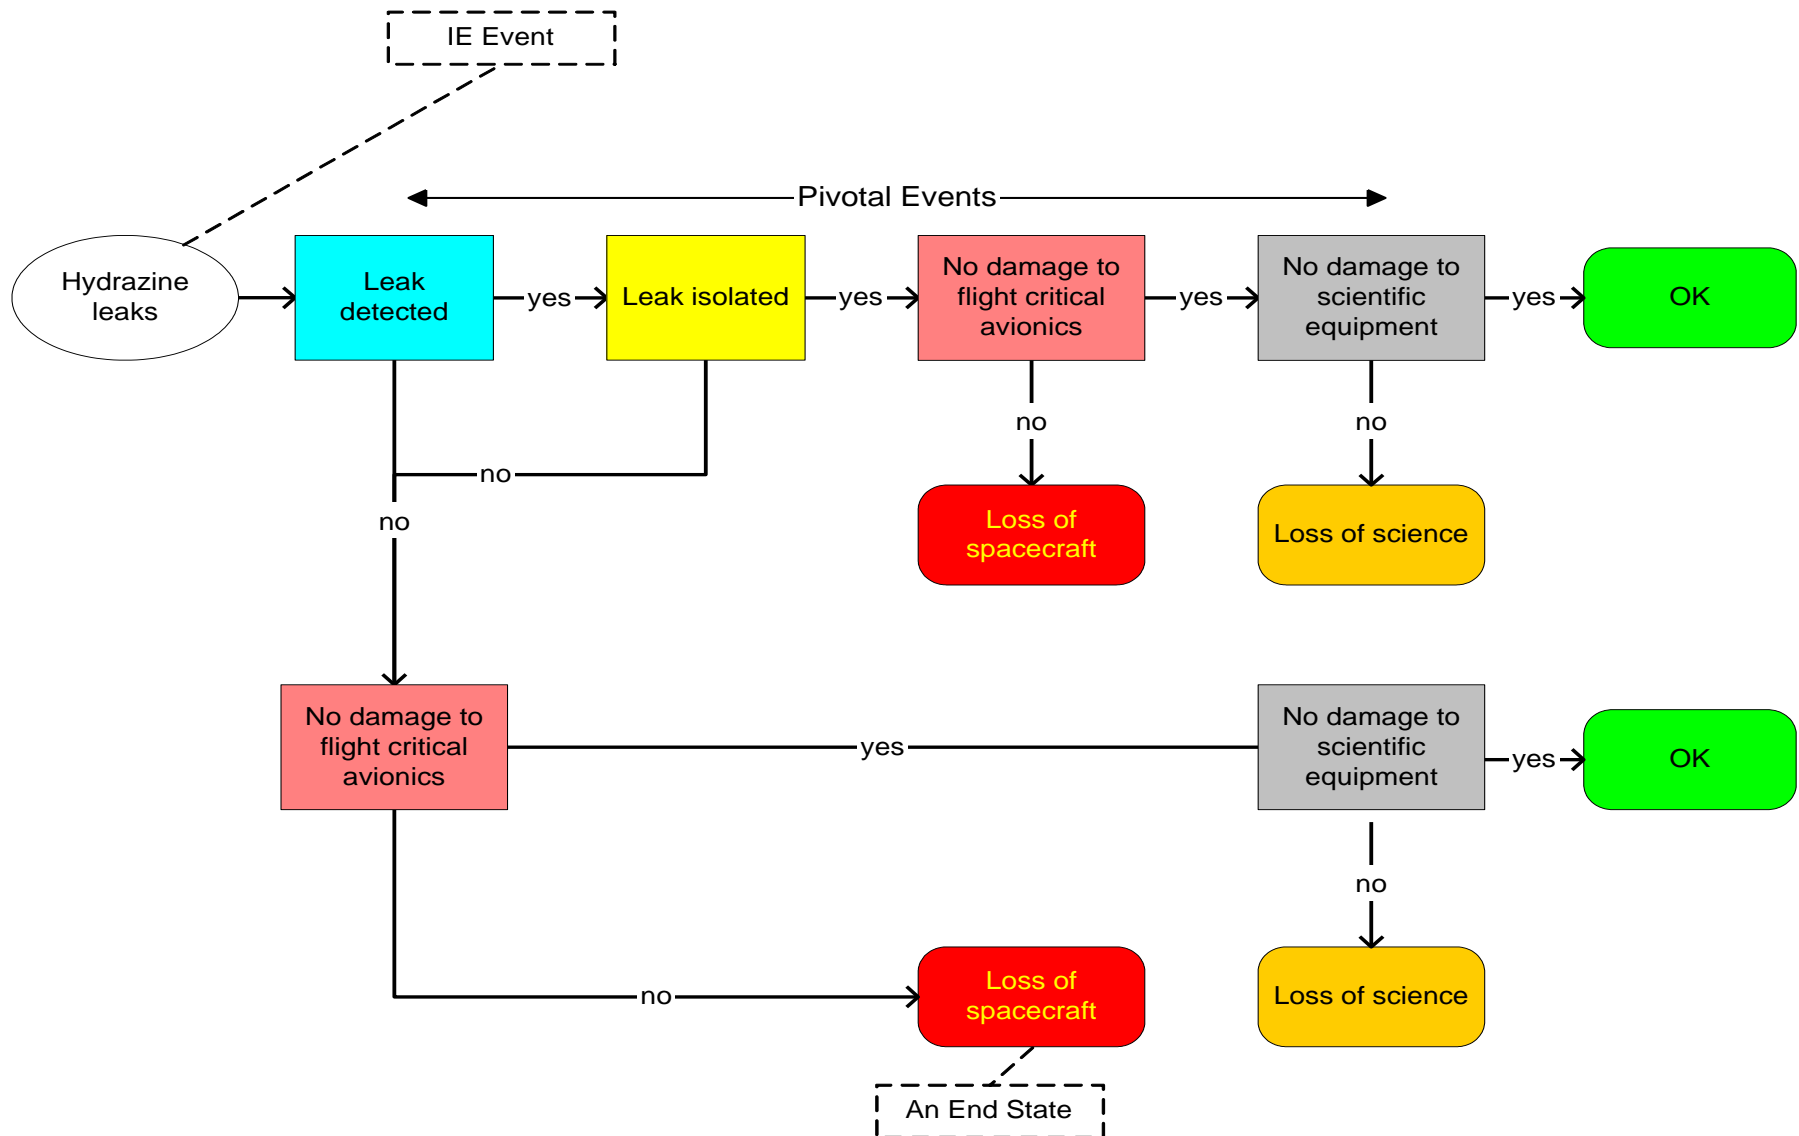 IE Event
Pivotal Events
Hydrazine
leaks
Leak
detected
yes
Leak isolated
yes
No damage to
flight critical
avionics
yes
No damage to
scientific
equipment
yes
OK
no
no
no
no
Loss of
spacecraft
Loss of science
No damage to
flight critical
avionics
yes
No damage to
scientific
equipment
yes
OK
no
no
Loss of
spacecraft
Loss of science
An End State